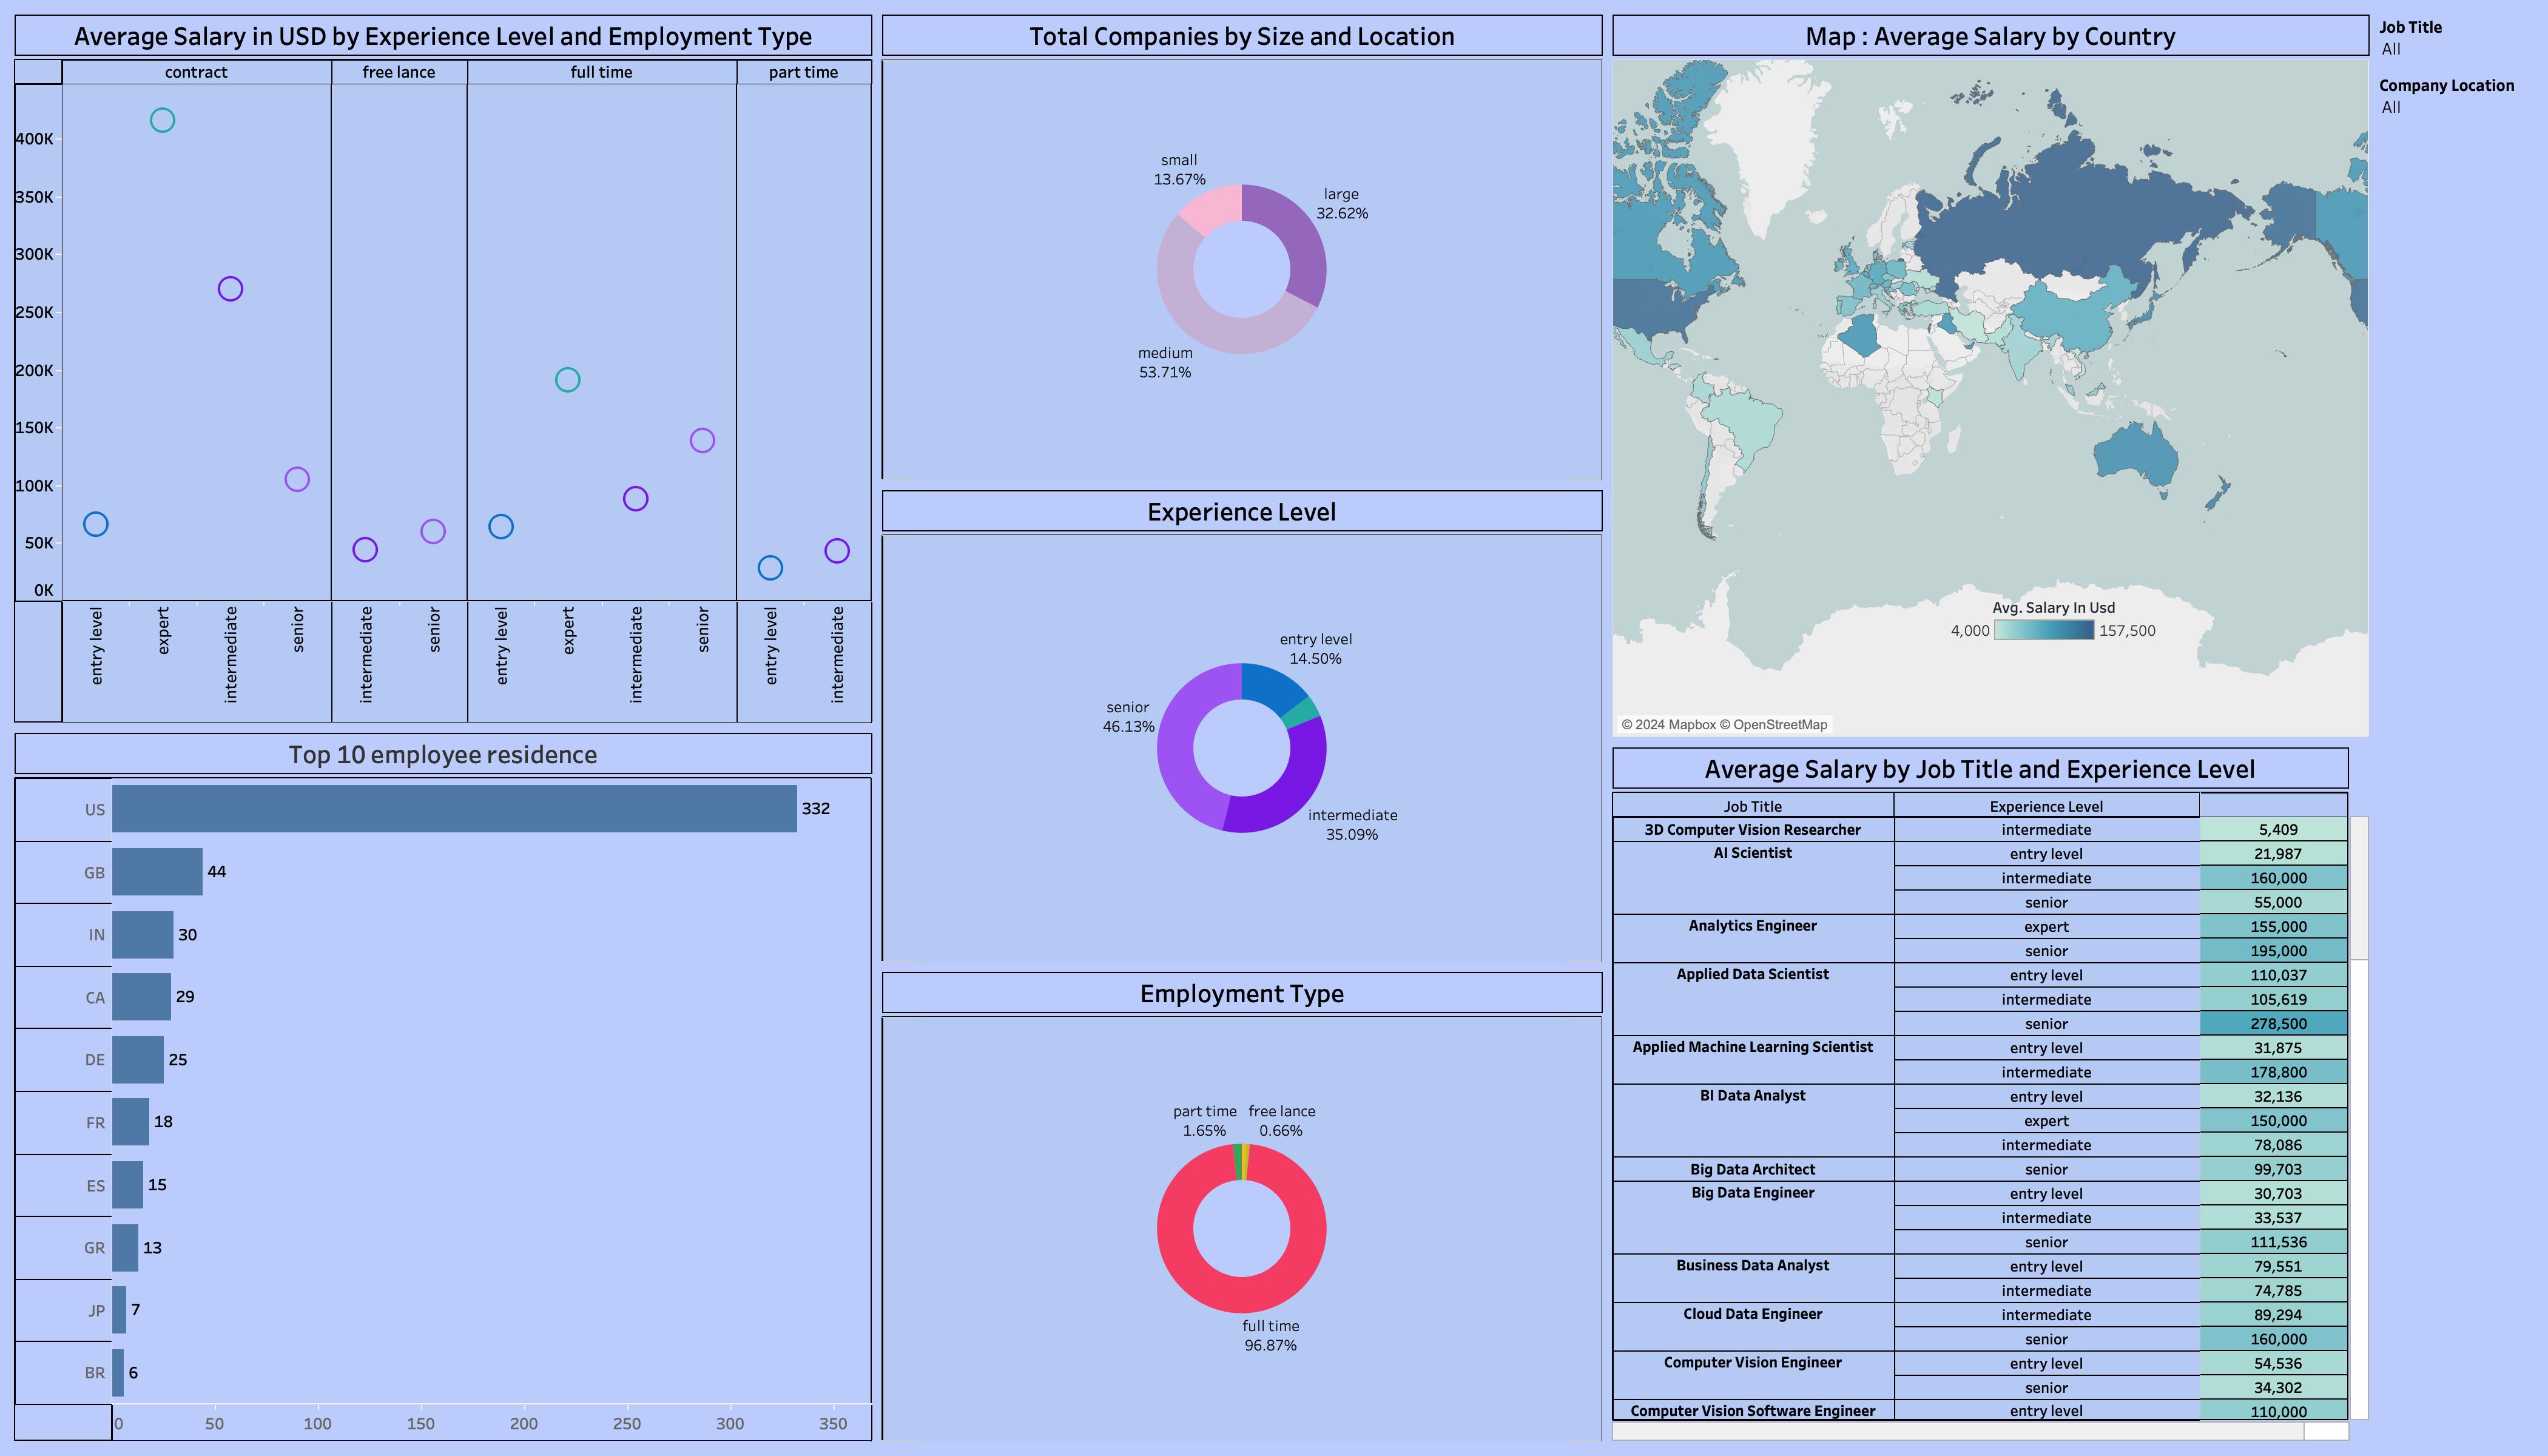 Average Salary in USD by Experience Level and Employment Type
contract free lance full time part time
400K
350K
300K
250K
200K
150K
100K
50K
0K
entry level expert intermediate senior intermediate senior entry level expert intermediate senior entry level intermediate
Top 10 employee residence
US 332
GB 44
IN 30
CA 29
DE 25
FR 18
ES 15
GR 13
JP 7
BR 6
0 50 100 150 200 250 300 350
Total Companies by Size and Location
small
13.67%
large
32.62%
medium
53.71%
Experience Level
entry level
14.50%
senior
46.13%
intermediate
35.09%
Employment Type
part time free lance
1.65% 0.66%
full time
96.87%
Map : Average Salary by Country
Avg. Salary In Usd
4,000 157,500
© 2024 Mapbox © OpenStreetMap
Average Salary by Job Title and Experience Level
Job Title Experience Level
3D Computer Vision Researcher intermediate 5,409
AI Scientist entry level 21,987
intermediate 160,000
senior 55,000
Analytics Engineer expert 155,000
senior 195,000
Applied Data Scientist entry level 110,037
intermediate 105,619
senior 278,500
Applied Machine Learning Scientist entry level 31,875
intermediate 178,800
BI Data Analyst entry level 32,136
expert 150,000
intermediate 78,086
Big Data Architect senior 99,703
Big Data Engineer entry level 30,703
intermediate 33,537
senior 111,536
Business Data Analyst entry level 79,551
intermediate 74,785
Cloud Data Engineer intermediate 89,294
senior 160,000
Computer Vision Engineer entry level 54,536
senior 34,302
Computer Vision Software Engineer entry level 110,000
Job Title
All
Company Location
All